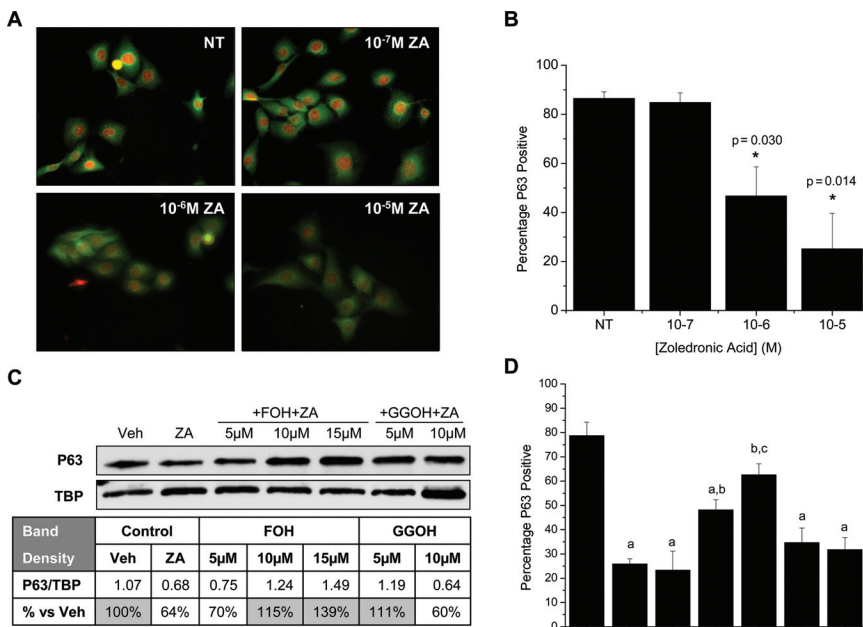 A
NT
10-7M ZA
10-6M ZA
10-5M ZA
B
Percentage P63 Positive
100
80
60
40
20
0
p=0.030
*
p=0.014
*
NT
10-7
10-6
10-5
[Zoledronic Acid] (M)
C
+FOH+ZA
+GGOH+ZA
Veh
ZA
5µM
10µM
15µM
5µM
10µM
P63
TBP
Band Control FOH GGOH
Density Veh ZA 5µM 10µM 15µM 5µM 10µM
P63/TBP 1.07 0.68 0.75 1.24 1.49 1.19 0.64
% vs Veh 100% 64% 70% 115% 139% 111% 60%
D
Percentage P63 Positive
100
90
80
70
60
50
40
30
20
10
0
a
a
a,b
b,c
a
a